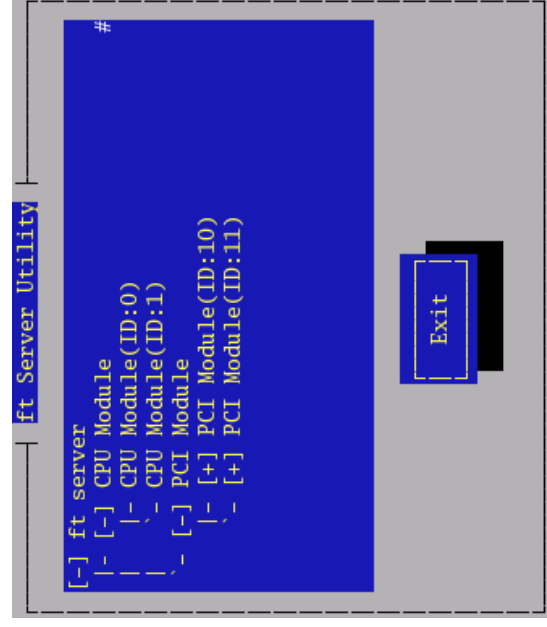 ft Server Utility
[-] ft server
|- [-] CPU Module #
| |- CPU Module(ID:0)
| `- CPU Module(ID:1)
`- [-] PCI Module
|- [+] PCI Module(ID:10)
`- [+] PCI Module(ID:11)
Exit